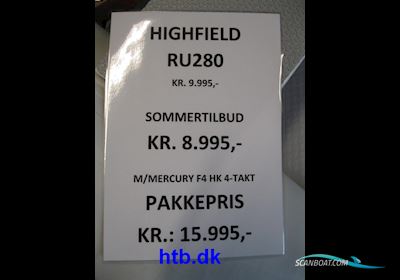 HIGHFIELD
RU280
KR. 9.995,-
SOMMERTILBUD
KR. 8.995,-
M/MERCURY F4 HK 4-TAKT
PAKKEPRIS
KR.: 15.995,-
htb.dk
SCANBOAT.COM